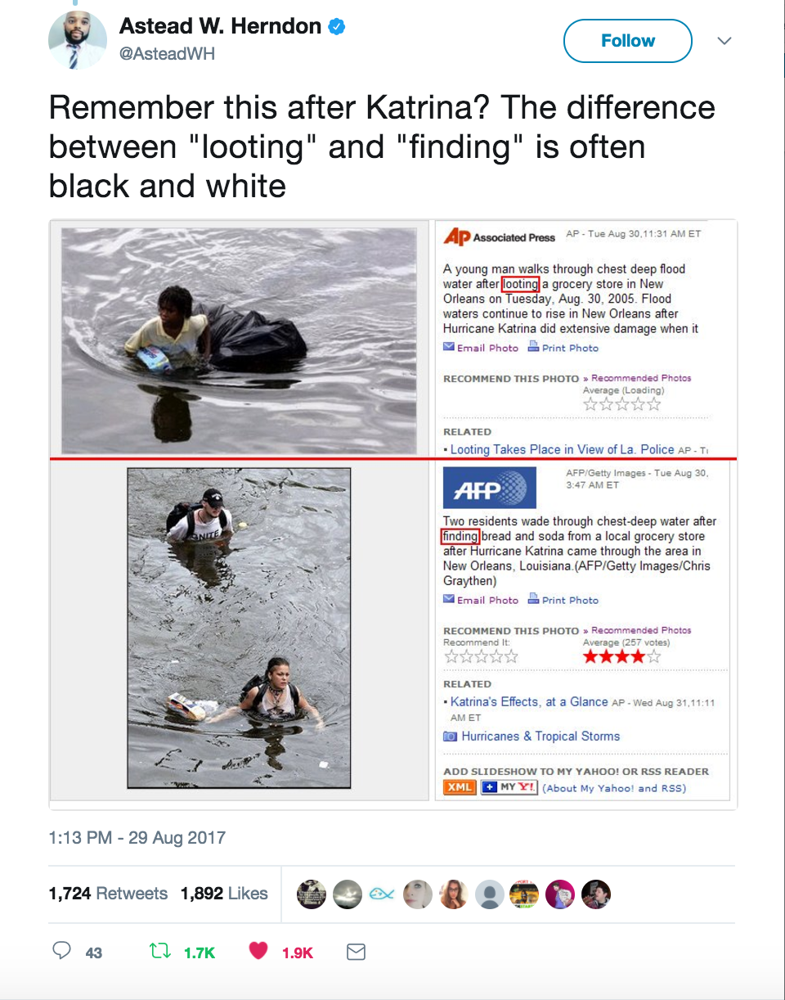 Astead W. Herndon
@AsteadWH
Follow
Remember this after Katrina? The difference
between "looting" and "finding" is often
black and white
AP Associated Press AP - Tue Aug 30,11:31 AM ET
A young man walks through chest deep flood
water after looting a grocery store in New
Orleans on Tuesday, Aug. 30, 2005. Flood
waters continue to rise in New Orleans after
Hurricane Katrina did extensive damage when it
Email Photo Print Photo
RECOMMEND THIS PHOTO » Recommended Photos
Average (Loading)
RELATED
▪ Looting Takes Place in View of La. Police AP - T
NITE
AFP
AFP/Getty Images - Tue Aug 30,
3:47 AM ET
Two residents wade through chest-deep water after
finding bread and soda from a local grocery store
after Hurricane Katrina came through the area in
New Orleans, Louisiana.(AFP/Getty Images/Chris
Graythen)
Email Photo Print Photo
RECOMMEND THIS PHOTO » Recommended Photos
Recommend It: Average (257 votes)
RELATED
▪ Katrina's Effects, at a Glance AP - Wed Aug 31,11:11
AM ET
Hurricanes & Tropical Storms
ADD SLIDESHOW TO MY YAHOO! OR RSS READER
XML + MY Y! (About My Yahoo! and RSS)
1:13 PM - 29 Aug 2017
1,724 Retweets 1,892 Likes
43 1.7K 1.9K